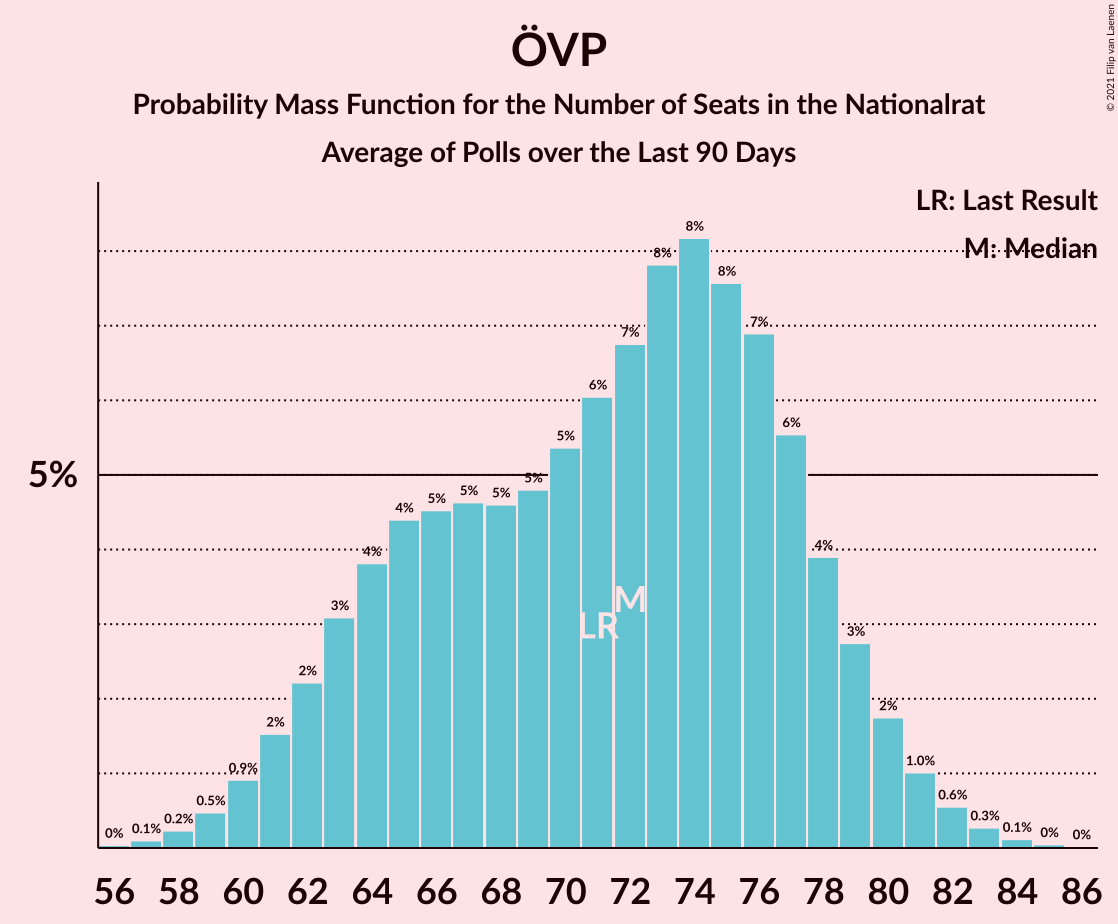 ÖVP
Probability Mass Function for the Number of Seats in the Nationalrat
Average of Polls over the Last 90 Days
© 2021 Filip van Laenen
LR: Last Result
M: Median
5%
0% 0.1% 0.2% 0.5% 0.9% 2% 2% 3% 4% 4% 5% 5% 5% 5% 5% 6% 7% 8% 8% 8% 7% 6% 4% 3% 2% 1.0% 0.6% 0.3% 0.1% 0% 0%
LR M
56 58 60 62 64 66 68 70 72 74 76 78 80 82 84 86